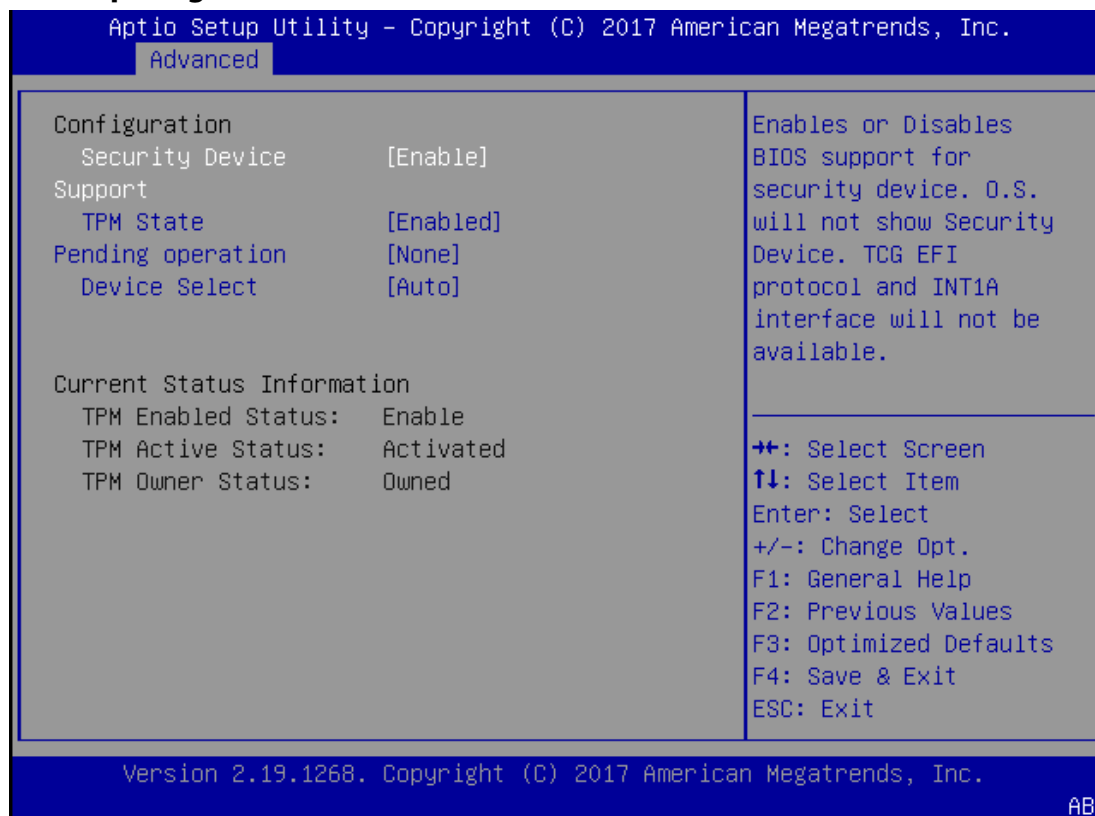 Aptio Setup Utility – Copyright (C) 2017 American Megatrends, Inc.
Advanced
Configuration
Security Device [Enable]
Support
TPM State [Enabled]
Pending operation [None]
Device Select [Auto]
Current Status Information
TPM Enabled Status: Enable
TPM Active Status: Activated
TPM Owner Status: Owned
Enables or Disables
BIOS support for
security device. O.S.
will not show Security
Device. TCG EFI
protocol and INT1A
interface will not be
available.
→←: Select Screen
↑↓: Select Item
Enter: Select
+/-: Change Opt.
F1: General Help
F2: Previous Values
F3: Optimized Defaults
F4: Save & Exit
ESC: Exit
Version 2.19.1268. Copyright (C) 2017 American Megatrends, Inc.
AB